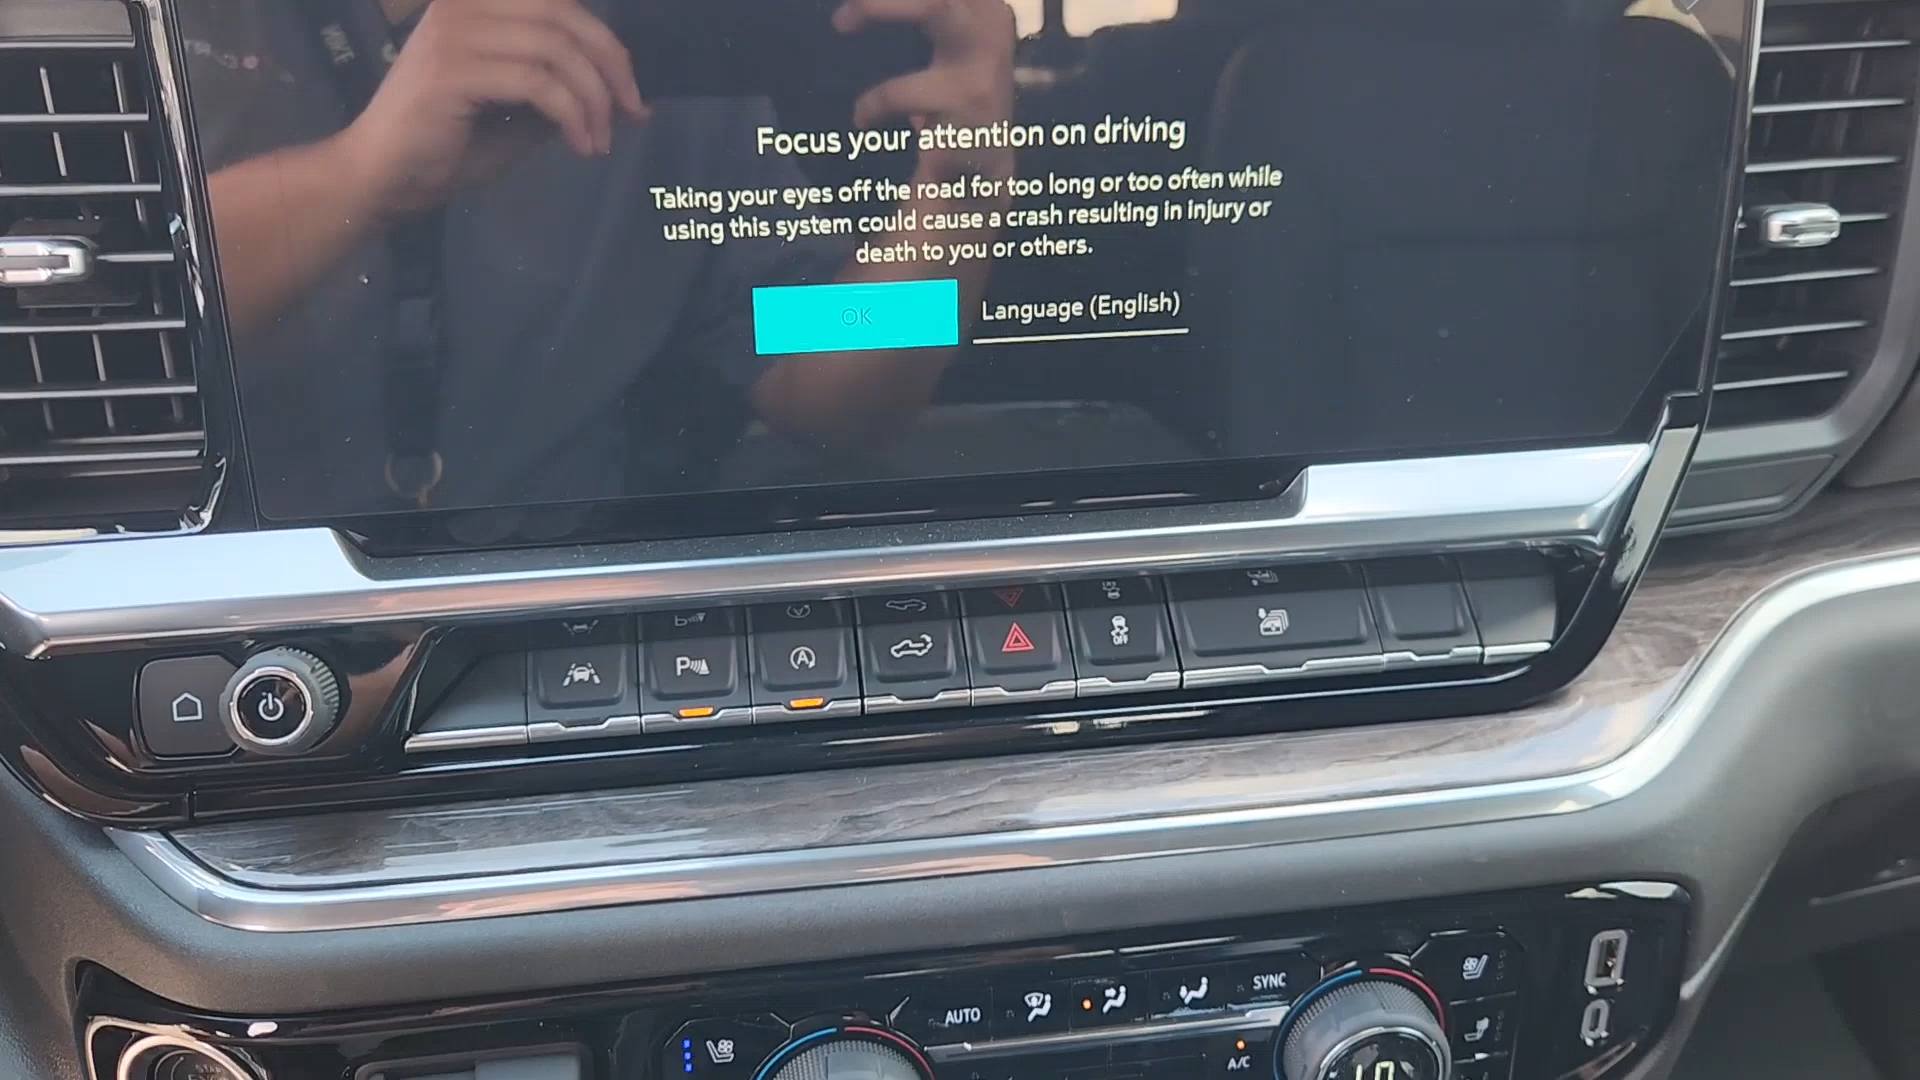 Focus your attention on driving
Taking your eyes off the road for too long or too often while
using this system could cause a crash resulting in injury or
death to you or others.
OK
Language (English)
P
A
OFF
AUTO
SYNC
A/C